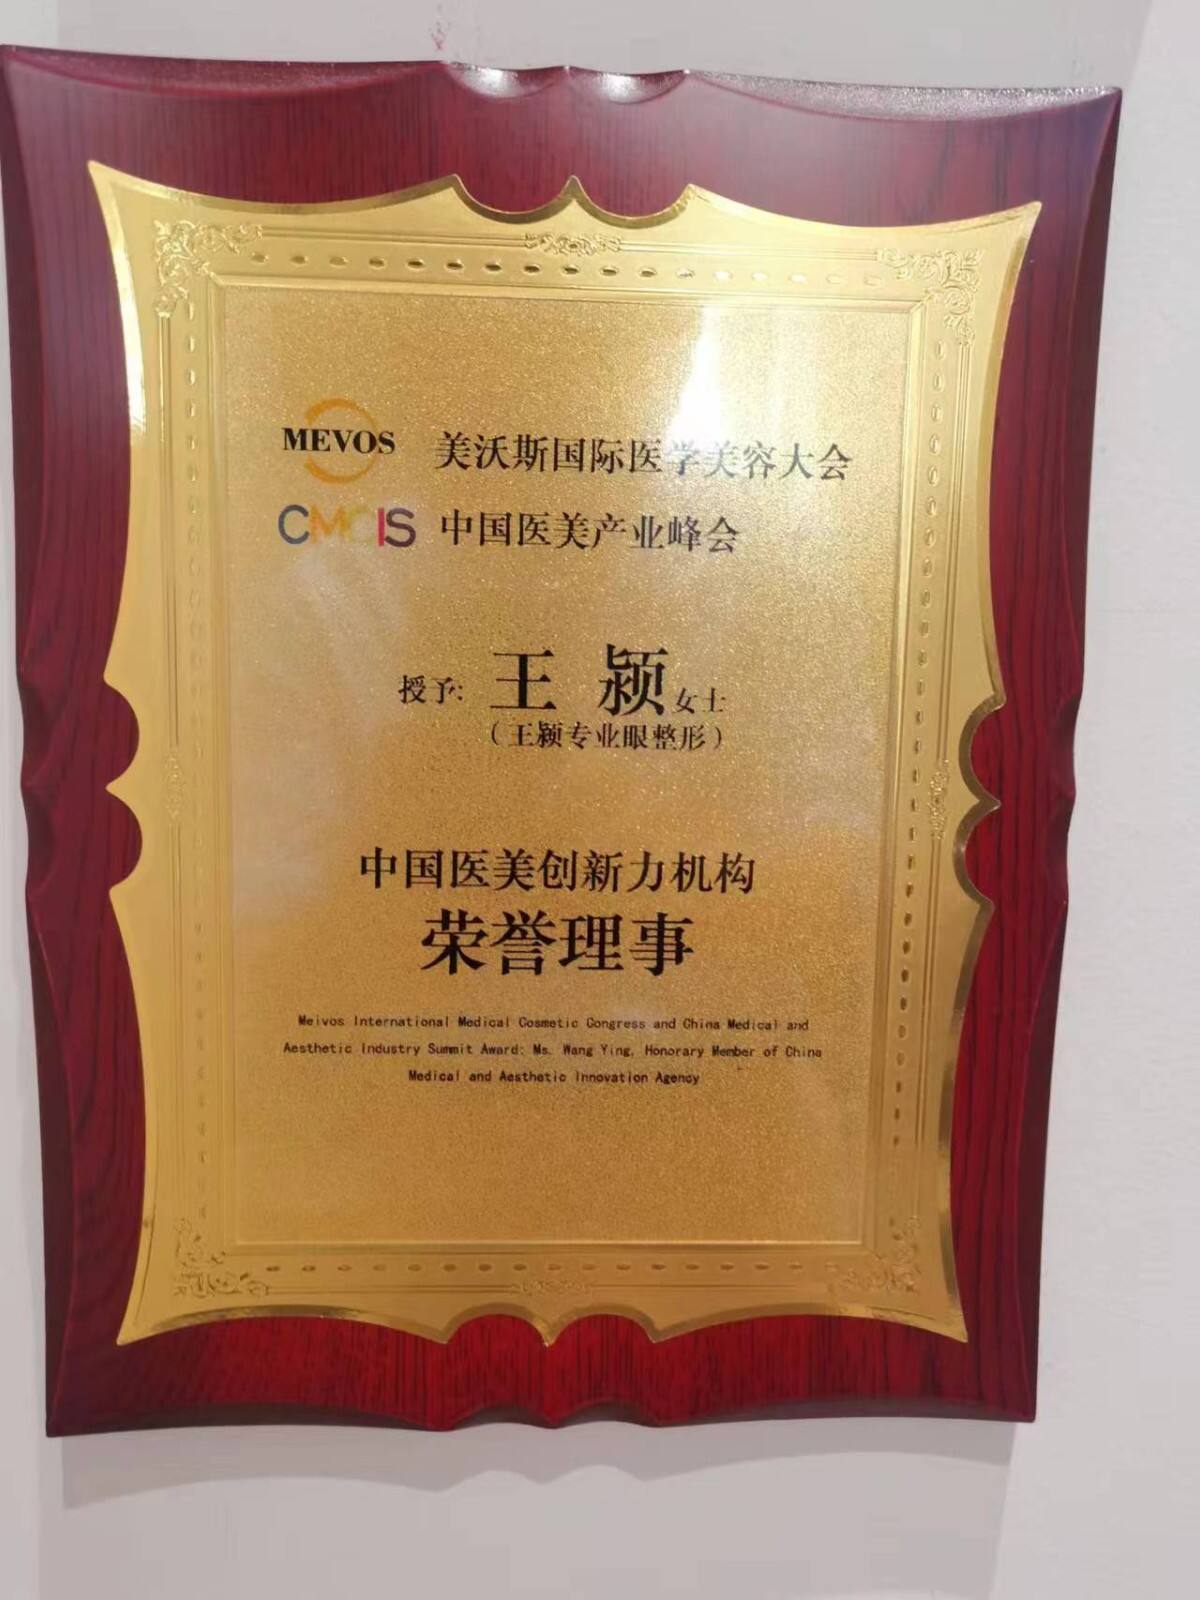 MEVOS 美沃斯国际医学美容大会
CMCIS 中国医美产业峰会
授予: 王颖女士
（王颖专业眼整形）
中国医美创新力机构
荣誉理事
Meivos International Medical Cosmetic Congress and China Medical and
Aesthetic Industry Summit Award: Ms. Wang Ying, Honorary Member of China
Medical and Aesthetic Innovation Agency